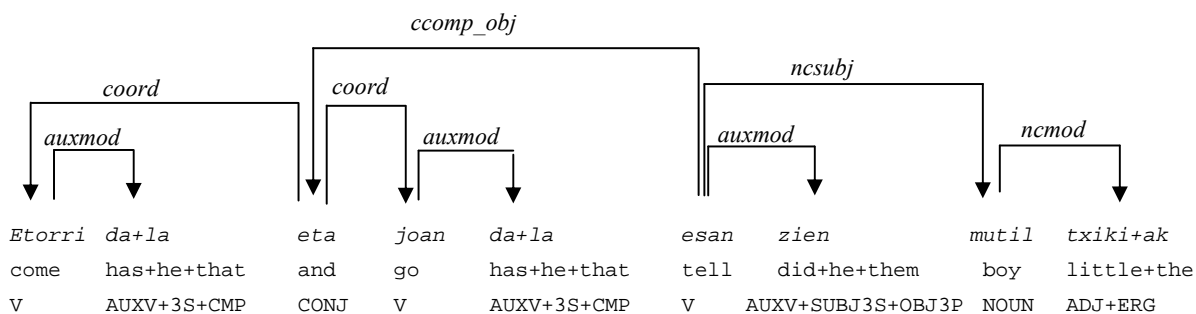 ccomp_obj
coord coord ncsubj
auxmod auxmod auxmod ncmod
Etorri da+la eta joan da+la esan zien mutil txiki+ak
come has+he+that and go has+he+that tell did+he+them boy little+the
V AUXV+3S+CMP CONJ V AUXV+3S+CMP V AUXV+SUBJ3S+OBJ3P NOUN ADJ+ERG